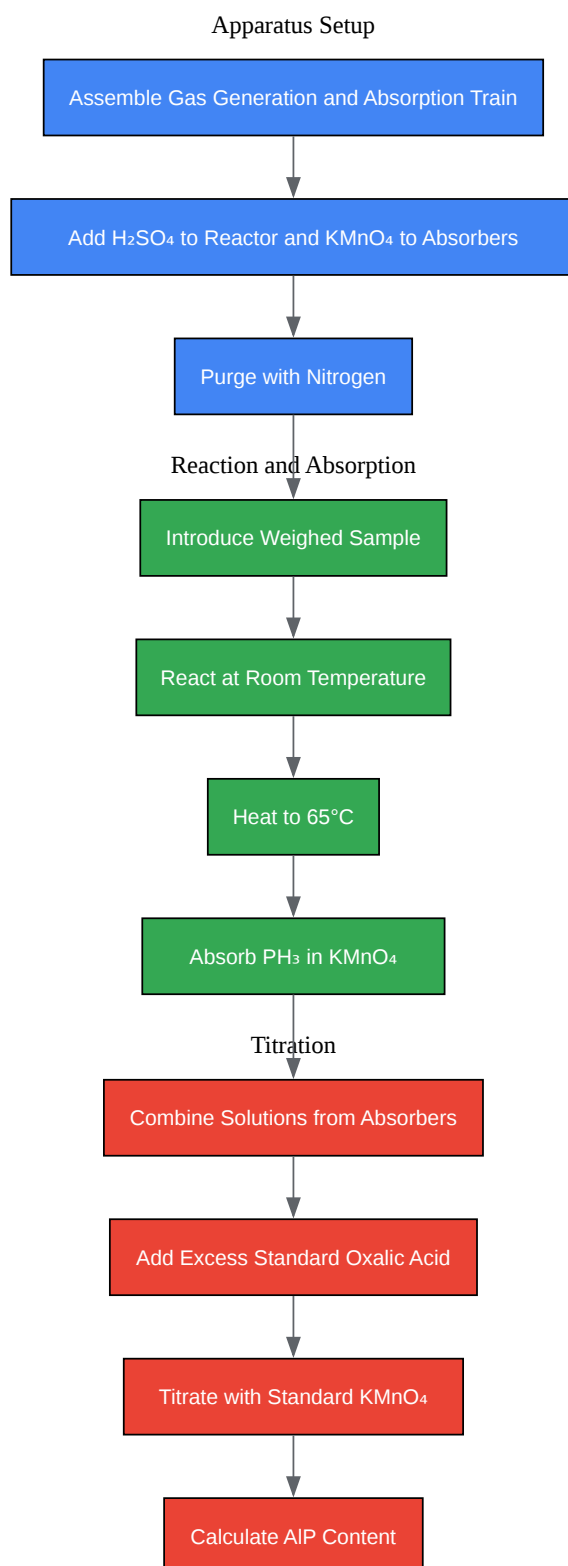 Apparatus Setup
Assemble Gas Generation and Absorption Train
Add H₂SO₄ to Reactor and KMnO₄ to Absorbers
Purge with Nitrogen
Reaction and Absorption
Introduce Weighed Sample
React at Room Temperature
Heat to 65°C
Absorb PH₃ in KMnO₄
Titration
Combine Solutions from Absorbers
Add Excess Standard Oxalic Acid
Titrate with Standard KMnO₄
Calculate AlP Content